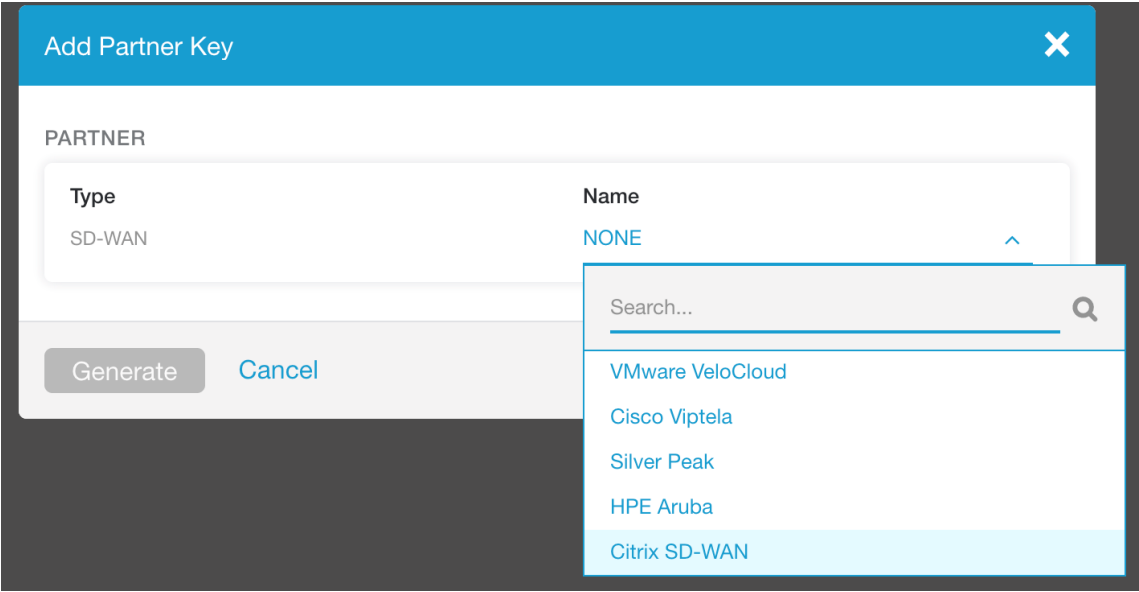 Add Partner Key
PARTNER
Type
Name
SD-WAN
NONE
Search...
Generate
Cancel
VMware VeloCloud
Cisco Viptela
Silver Peak
HPE Aruba
Citrix SD-WAN